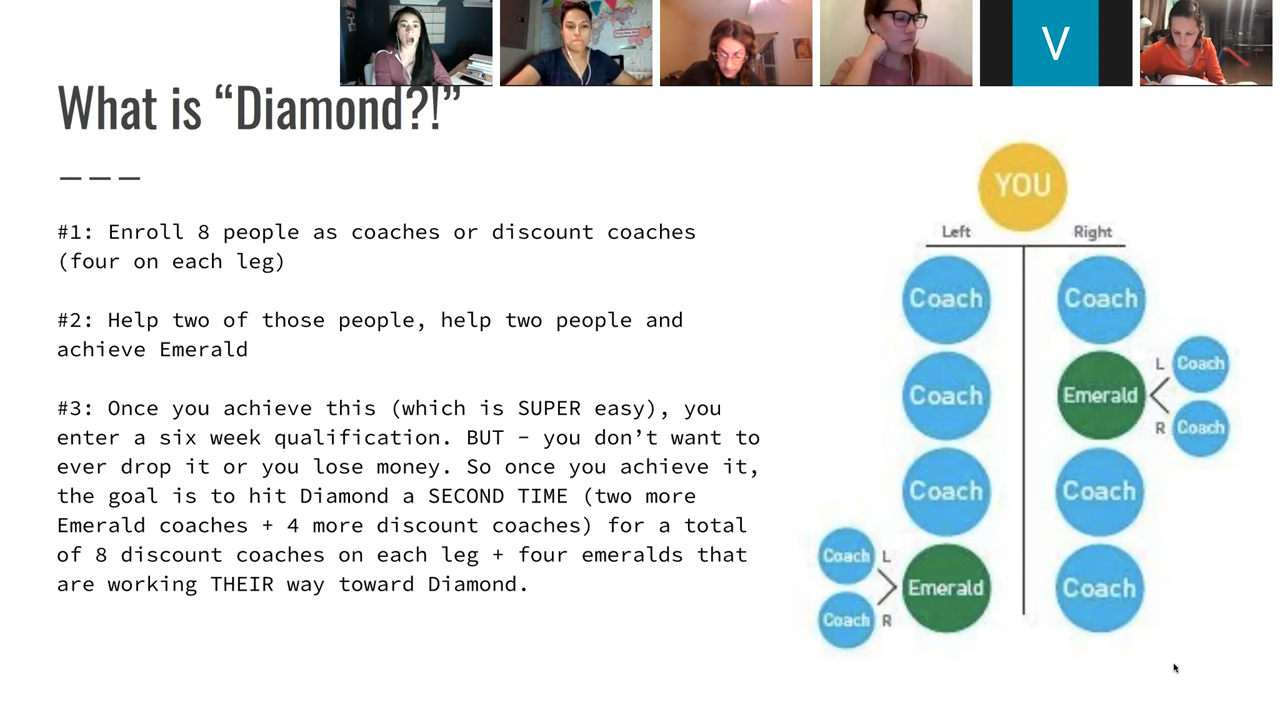 V
What is “Diamond?!”
#1: Enroll 8 people as coaches or discount coaches
(four on each leg)
#2: Help two of those people, help two people and
achieve Emerald
#3: Once you achieve this (which is SUPER easy), you
enter a six week qualification. BUT – you don’t want to
ever drop it or you lose money. So once you achieve it,
the goal is to hit Diamond a SECOND TIME (two more
Emerald coaches + 4 more discount coaches) for a total
of 8 discount coaches on each leg + four emeralds that
are working THEIR way toward Diamond.
YOU
Left Right
Coach Coach
Coach Emerald L Coach
R Coach
Coach Coach
Coach L Emerald Coach
Coach R